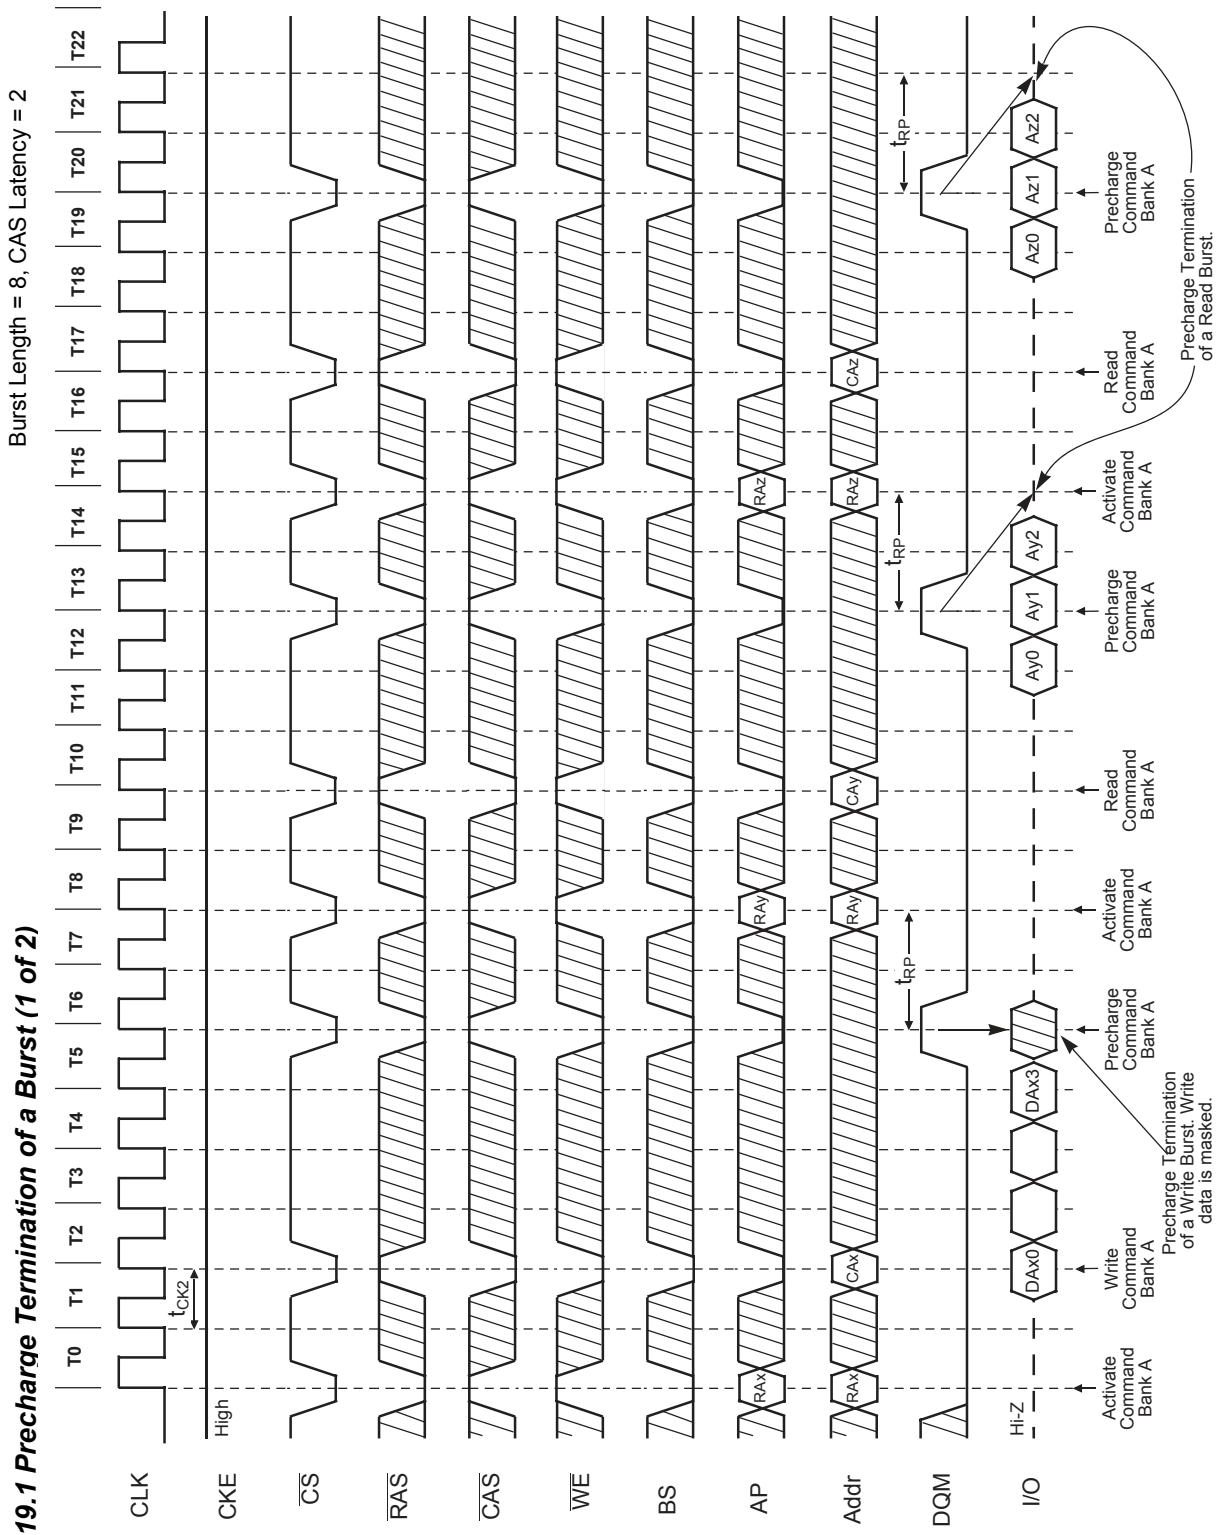 19.1 Precharge Termination of a Burst (1 of 2)
Burst Length = 8, CAS Latency = 2
T0 T1 T2 T3 T4 T5 T6 T7 T8 T9 T10 T11 T12 T13 T14 T15 T16 T17 T18 T19 T20 T21 T22
CLK
tCK2
CKE
High
CS
RAS
CAS
WE
BS
AP
RAx RAy RAz
Addr
RAx CAx RAy CAy RAz CAz
DQM
tRP tRP tRP
I/O
Hi-Z
DAx0 DAx3 Ay0 Ay1 Ay2 Az0 Az1 Az2
Activate
Command
Bank A
Write
Command
Bank A
Precharge
Command
Bank A
Activate
Command
Bank A
Read
Command
Bank A
Precharge
Command
Bank A
Activate
Command
Bank A
Read
Command
Bank A
Precharge
Command
Bank A
Precharge Termination
of a Write Burst. Write
data is masked.
Precharge Termination
of a Read Burst.